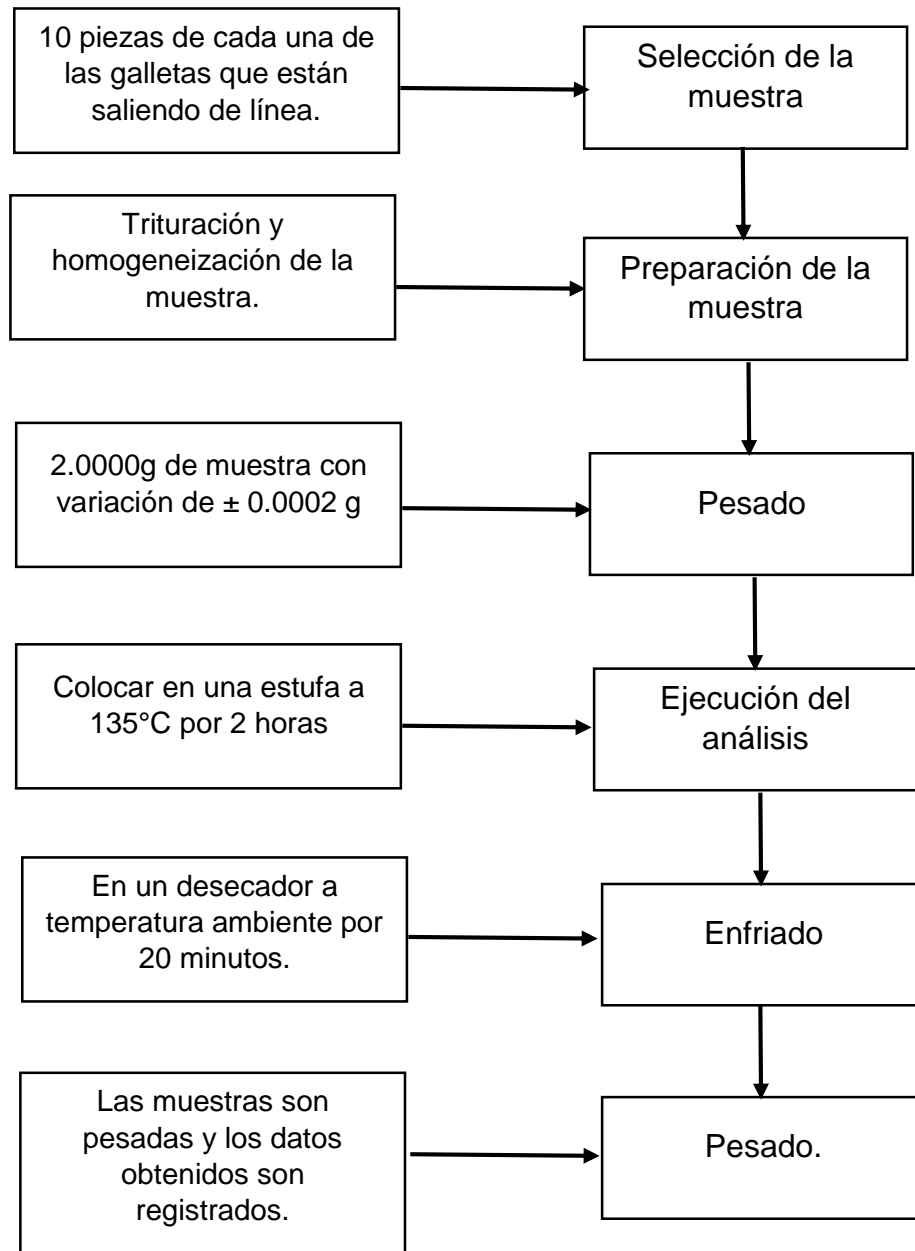 10 piezas de cada una de
las galletas que están
saliendo de línea.
Selección de la
muestra
Trituración y
homogeneización de la
muestra.
Preparación de la
muestra
2.0000g de muestra con
variación de ± 0.0002 g
Pesado
Colocar en una estufa a
135°C por 2 horas
Ejecución del
análisis
En un desecador a
temperatura ambiente por
20 minutos.
Enfriado
Las muestras son
pesadas y los datos
obtenidos son
registrados.
Pesado.